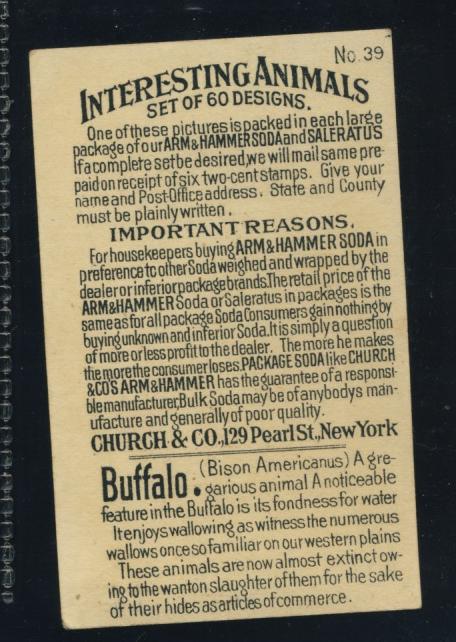 No. 39
INTERESTING ANIMALS
SET OF 60 DESIGNS.
One of these pictures is packed in each large
package of our ARM & HAMMER SODA and SALERATUS
If a complete set be desired, we will mail same pre-
paid on receipt of six two-cent stamps. Give your
name and Post-Office address. State and County
must be plainly written.
IMPORTANT REASONS.
For housekeepers buying ARM & HAMMER SODA in
preference to other Soda weighed and wrapped by the
dealer or inferior package brands. The retail price of the
ARM & HAMMER Soda or Saleratus in packages is the
same as for all package Soda Consumers gain nothing by
buying unknown and inferior Soda. It is simply a question
of more or less profit to the dealer. The more he makes
the more the consumer loses. PACKAGE SODA like CHURCH
& CO'S ARM & HAMMER has the guarantee of a responsi-
ble manufacturer, Bulk Soda may be of anybodys man-
ufacture and generally of poor quality.
CHURCH & CO., 129 Pearl St., New York
Buffalo. (Bison Americanus) A gre-
garious animal A noticeable
feature in the Buffalo is its fondness for water
It enjoys wallowing as witness the numerous
wallows once so familiar on our western plains
These animals are now almost extinct ow-
ing to the wanton slaughter of them for the sake
of their hides as articles of commerce.